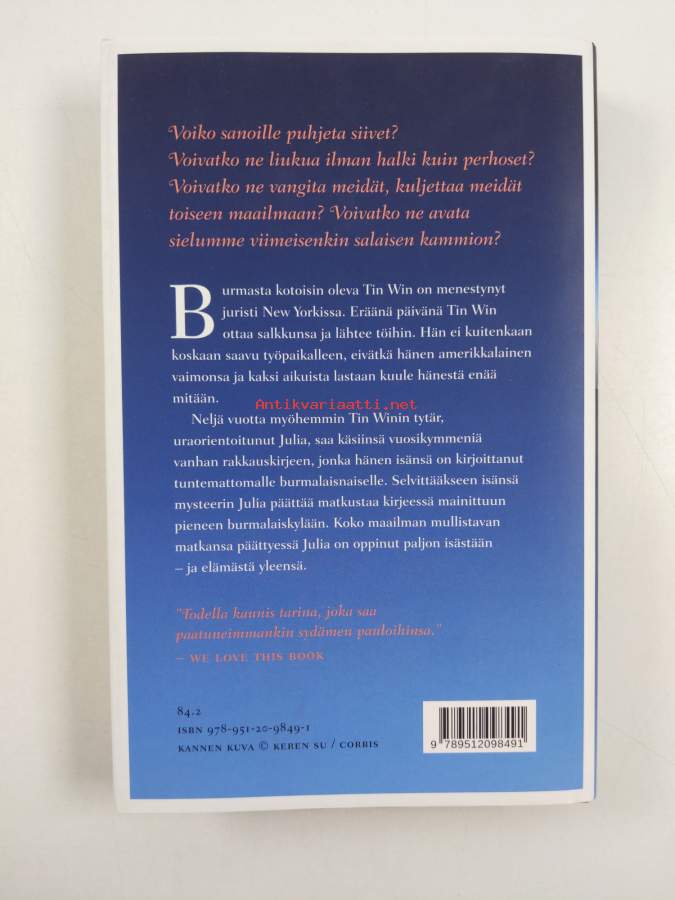 Voiko sanoille puhjeta siivet?
Voivatko ne liukua ilman halki kuin perhoset?
Voivatko ne vangita meidät, kuljettaa meidät
toiseen maailmaan? Voivatko ne avata
sielumme viimeisenkin salaisen kammion?
Burmasta kotoisin oleva Tin Win on menestynyt
juristi New Yorkissa. Eräänä päivänä Tin Win
ottaa salkkunsa ja lähtee töihin. Hän ei kuitenkaan
koskaan saavu työpaikalleen, eivätkä hänen amerikkalainen
vaimonsa ja kaksi aikuista lastaan kuule hänestä enää
mitään.
Antikvariaatti.net
Neljä vuotta myöhemmin Tin Winin tytär,
uraorientoitunut Julia, saa käsiinsä vuosikymmeniä
vanhan rakkauskirjeen, jonka hänen isänsä on kirjoittanut
tuntemattomalle burmalaisnaiselle. Selvittääkseen isänsä
mysteerin Julia päättää matkustaa kirjeessä mainittuun
pieneen burmalaiskylään. Koko maailman mullistavan
matkansa päättyessä Julia on oppinut paljon isästään
– ja elämästä yleensä.
"Todella kaunis tarina, joka saa
paatuneimmankin sydämen pauloihinsa."
– WE LOVE THIS BOOK
84.2
ISBN 978-951-20-9849-1
KANNEN KUVA © KEREN SU / CORBIS
9 789512 098491